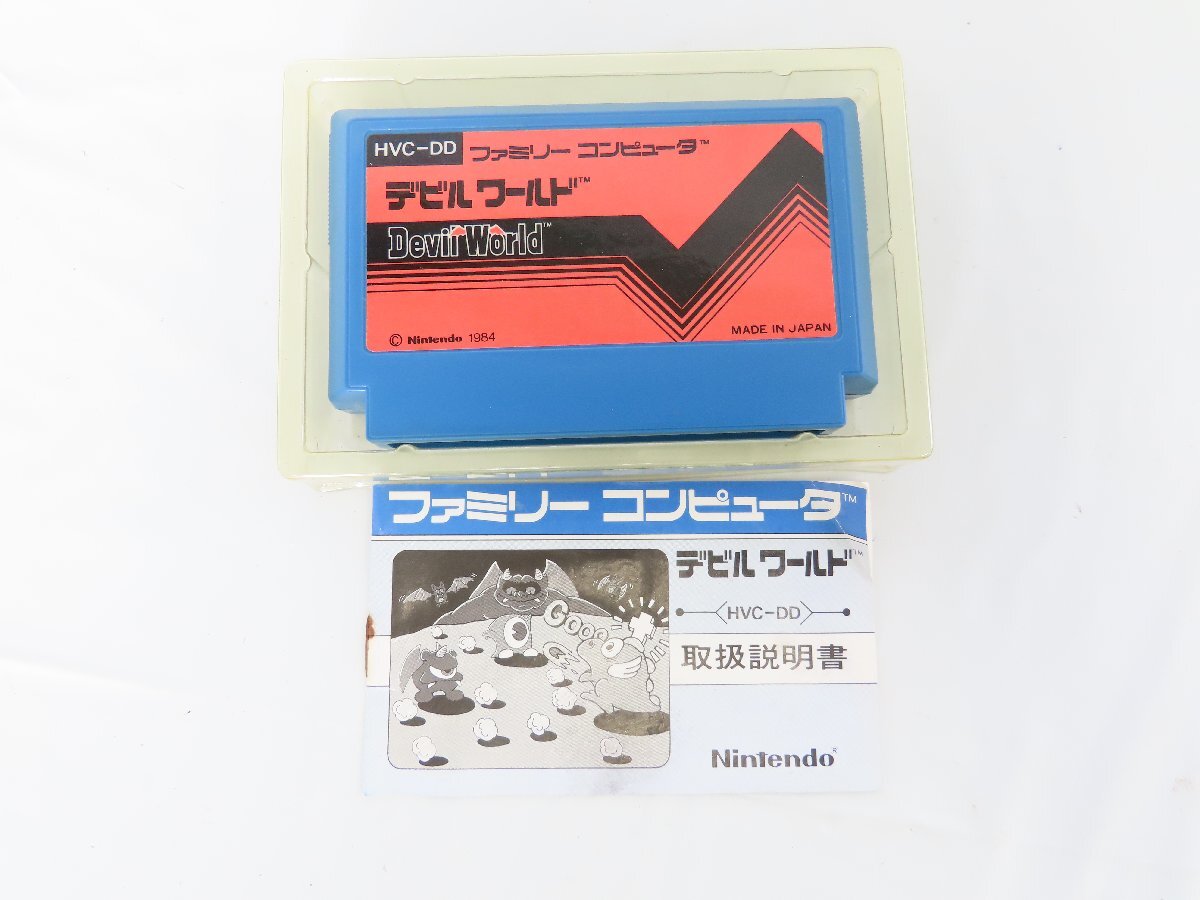 HVC-DD ファミリー コンピュータ™
デビル ワールド™
Devil World™
© Nintendo 1984
MADE IN JAPAN
ファミリー コンピュータ™
デビル ワールド™
HVC-DD
取扱説明書
Gooo
Nintendo®